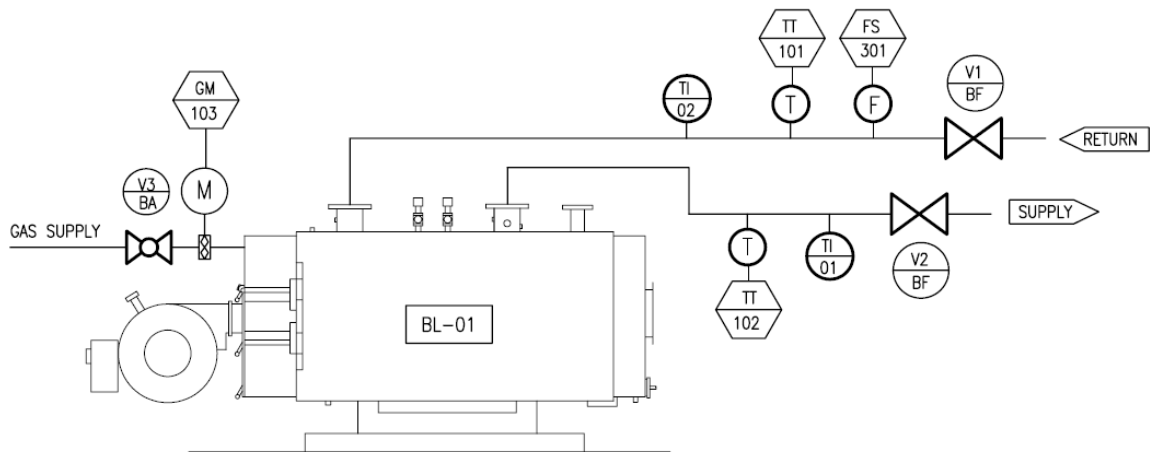 TT
101
FS
301
GM
103
TI
02
T
F
V1
BF
RETURN
V3
BA
M
GAS SUPPLY
SUPPLY
T
TI
01
V2
BF
TT
102
BL-01